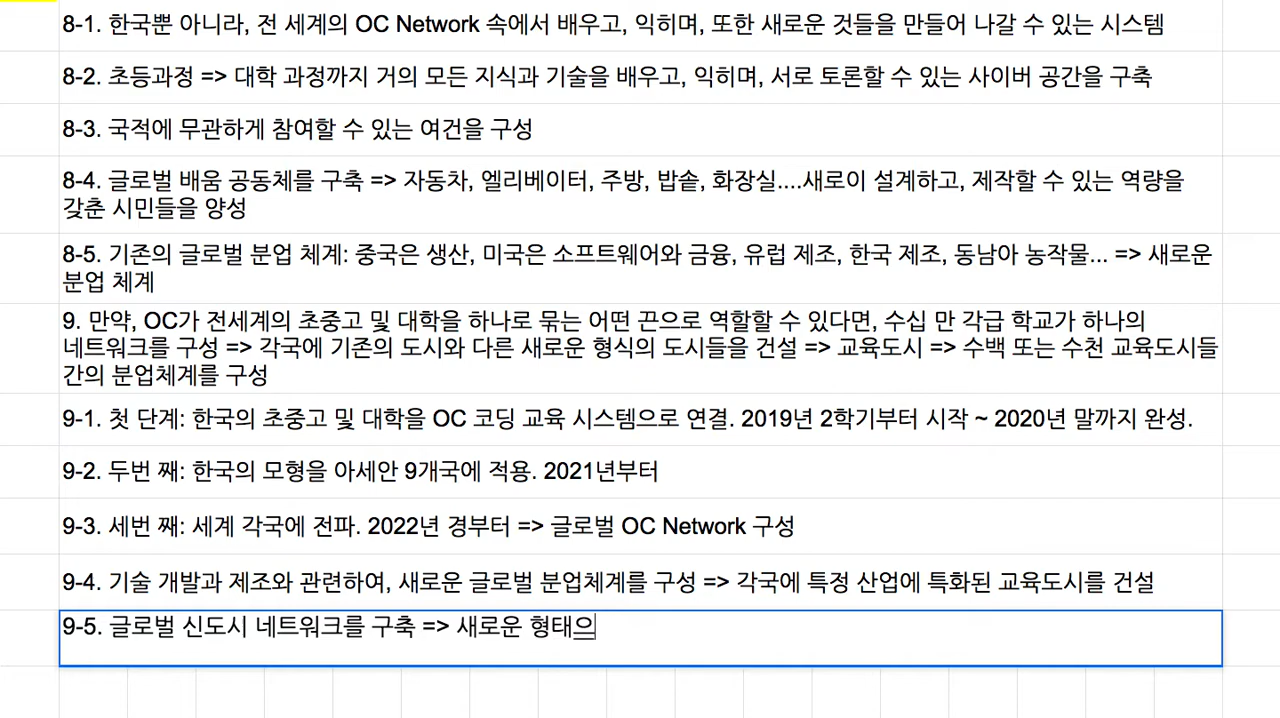 8-1. 한국뿐 아니라, 전 세계의 OC Network 속에서 배우고, 익히며, 또한 새로운 것들을 만들어 나갈 수 있는 시스템
8-2. 초등과정 => 대학 과정까지 거의 모든 지식과 기술을 배우고, 익히며, 서로 토론할 수 있는 사이버 공간을 구축
8-3. 국적에 무관하게 참여할 수 있는 여건을 구성
8-4. 글로벌 배움 공동체를 구축 => 자동차, 엘리베이터, 주방, 밥솥, 화장실....새로이 설계하고, 제작할 수 있는 역량을
갖춘 시민들을 양성
8-5. 기존의 글로벌 분업 체계: 중국은 생산, 미국은 소프트웨어와 금융, 유럽 제조, 한국 제조, 동남아 농작물... => 새로운
분업 체계
9. 만약, OC가 전세계의 초중고 및 대학을 하나로 묶는 어떤 끈으로 역할할 수 있다면, 수십 만 각급 학교가 하나의
네트워크를 구성 => 각국에 기존의 도시와 다른 새로운 형식의 도시들을 건설 => 교육도시 => 수백 또는 수천 교육도시들
간의 분업체계를 구성
9-1. 첫 단계: 한국의 초중고 및 대학을 OC 코딩 교육 시스템으로 연결. 2019년 2학기부터 시작 ~ 2020년 말까지 완성.
9-2. 두번 째: 한국의 모형을 아세안 9개국에 적용. 2021년부터
9-3. 세번 째: 세계 각국에 전파. 2022년 경부터 => 글로벌 OC Network 구성
9-4. 기술 개발과 제조와 관련하여, 새로운 글로벌 분업체계를 구성 => 각국에 특정 산업에 특화된 교육도시를 건설
9-5. 글로벌 신도시 네트워크를 구축 => 새로운 형태으